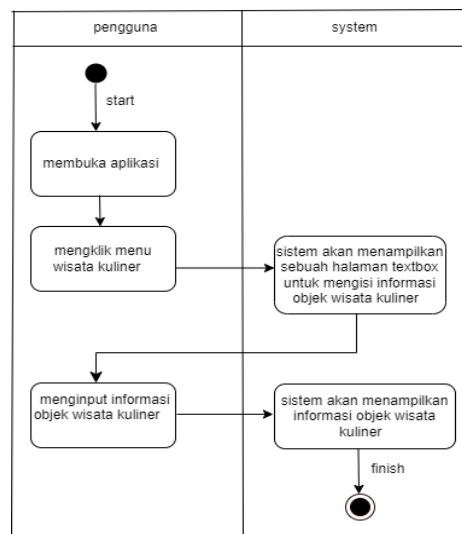 pengguna
system
start
membuka aplikasi
mengklik menu
wisata kuliner
sistem akan menampilkan
sebuah halaman textbox
untuk mengisi informasi
objek wisata kuliner
menginput informasi
objek wisata kuliner
sistem akan menampilkan
informasi objek wisata
kuliner
finish